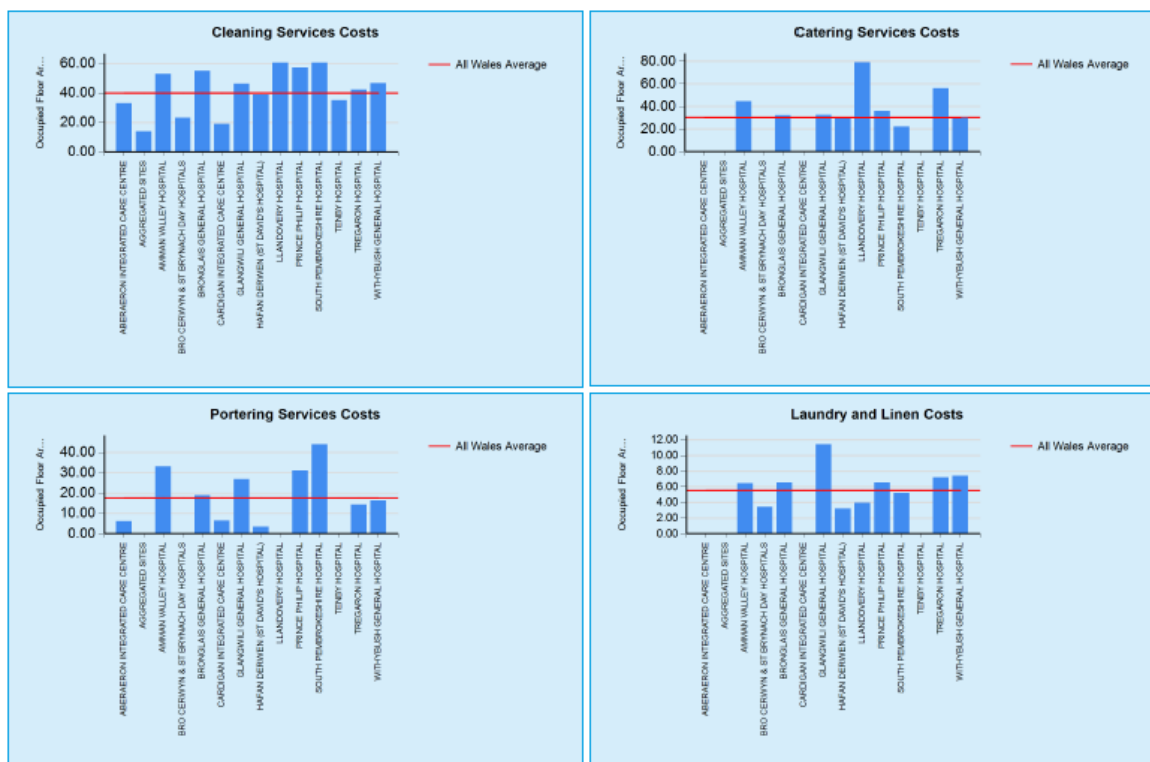 Cleaning Services Costs
Occupied Floor Ar...
60.00
40.00
20.00
0.00
All Wales Average
ABERAERON INTEGRATED CARE CENTRE
AGGREGATED SITES
AMMAN VALLEY HOSPITAL
BRO CERWYN & ST BRYNACH DAY HOSPITALS
BRONGLAIS GENERAL HOSPITAL
CARDIGAN INTEGRATED CARE CENTRE
GLANGWILI GENERAL HOSPITAL
HAFAN DERWEN (ST DAVID'S HOSPITAL)
LLANDOVERY HOSPITAL
PRINCE PHILIP HOSPITAL
SOUTH PEMBROKESHIRE HOSPITAL
TENBY HOSPITAL
TREGARON HOSPITAL
WITHYBUSH GENERAL HOSPITAL
Catering Services Costs
Occupied Floor Ar...
80.00
60.00
40.00
20.00
0.00
All Wales Average
ABERAERON INTEGRATED CARE CENTRE
AGGREGATED SITES
AMMAN VALLEY HOSPITAL
BRO CERWYN & ST BRYNACH DAY HOSPITALS
BRONGLAIS GENERAL HOSPITAL
CARDIGAN INTEGRATED CARE CENTRE
GLANGWILI GENERAL HOSPITAL
HAFAN DERWEN (ST DAVID'S HOSPITAL)
LLANDOVERY HOSPITAL
PRINCE PHILIP HOSPITAL
SOUTH PEMBROKESHIRE HOSPITAL
TENBY HOSPITAL
TREGARON HOSPITAL
WITHYBUSH GENERAL HOSPITAL
Portering Services Costs
Occupied Floor Ar...
40.00
30.00
20.00
10.00
0.00
All Wales Average
ABERAERON INTEGRATED CARE CENTRE
AGGREGATED SITES
AMMAN VALLEY HOSPITAL
BRO CERWYN & ST BRYNACH DAY HOSPITALS
BRONGLAIS GENERAL HOSPITAL
CARDIGAN INTEGRATED CARE CENTRE
GLANGWILI GENERAL HOSPITAL
HAFAN DERWEN (ST DAVID'S HOSPITAL)
LLANDOVERY HOSPITAL
PRINCE PHILIP HOSPITAL
SOUTH PEMBROKESHIRE HOSPITAL
TENBY HOSPITAL
TREGARON HOSPITAL
WITHYBUSH GENERAL HOSPITAL
Laundry and Linen Costs
Occupied Floor Ar...
12.00
10.00
8.00
6.00
4.00
2.00
0.00
All Wales Average
ABERAERON INTEGRATED CARE CENTRE
AGGREGATED SITES
AMMAN VALLEY HOSPITAL
BRO CERWYN & ST BRYNACH DAY HOSPITALS
BRONGLAIS GENERAL HOSPITAL
CARDIGAN INTEGRATED CARE CENTRE
GLANGWILI GENERAL HOSPITAL
HAFAN DERWEN (ST DAVID'S HOSPITAL)
LLANDOVERY HOSPITAL
PRINCE PHILIP HOSPITAL
SOUTH PEMBROKESHIRE HOSPITAL
TENBY HOSPITAL
TREGARON HOSPITAL
WITHYBUSH GENERAL HOSPITAL